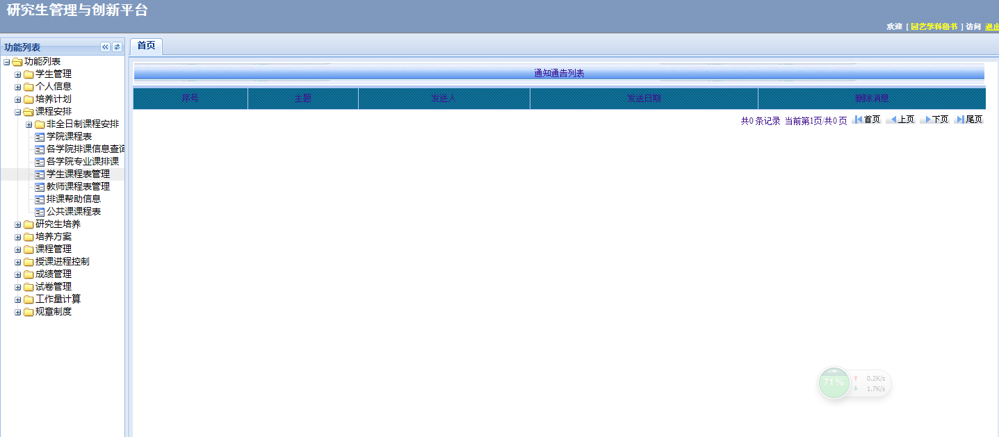 研究生管理与创新平台
欢迎 [ 园艺学科秘书 ] 访问 退出
功能列表
首页
功能列表
学生管理
个人信息
培养计划
课程安排
非全日制课程安排
学院课程表
各学院排课信息查询
各学院专业课排课
学生课程表管理
教师课程表管理
排课帮助信息
公共课课程表
研究生培养
培养方案
课程管理
授课进程控制
成绩管理
试卷管理
工作量计算
规章制度
通知通告列表
序号 主题 发送人 发送日期 删除消息
共0 条记录 当前第1页/共0 页 首页 上页 下页 尾页
71%
0.2K/s
1.7K/s